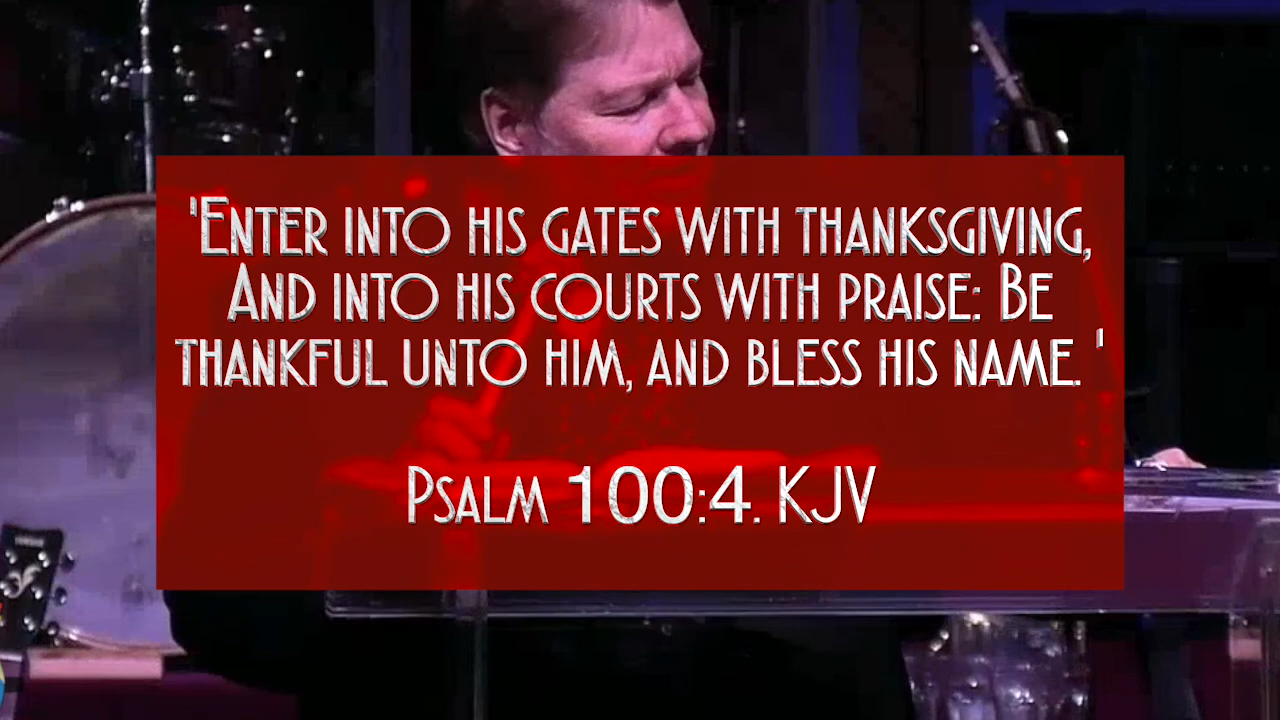 'Enter into his gates with thanksgiving,
And into his courts with praise: Be
thankful unto him, and bless his name. '
Psalm 100:4. KJV